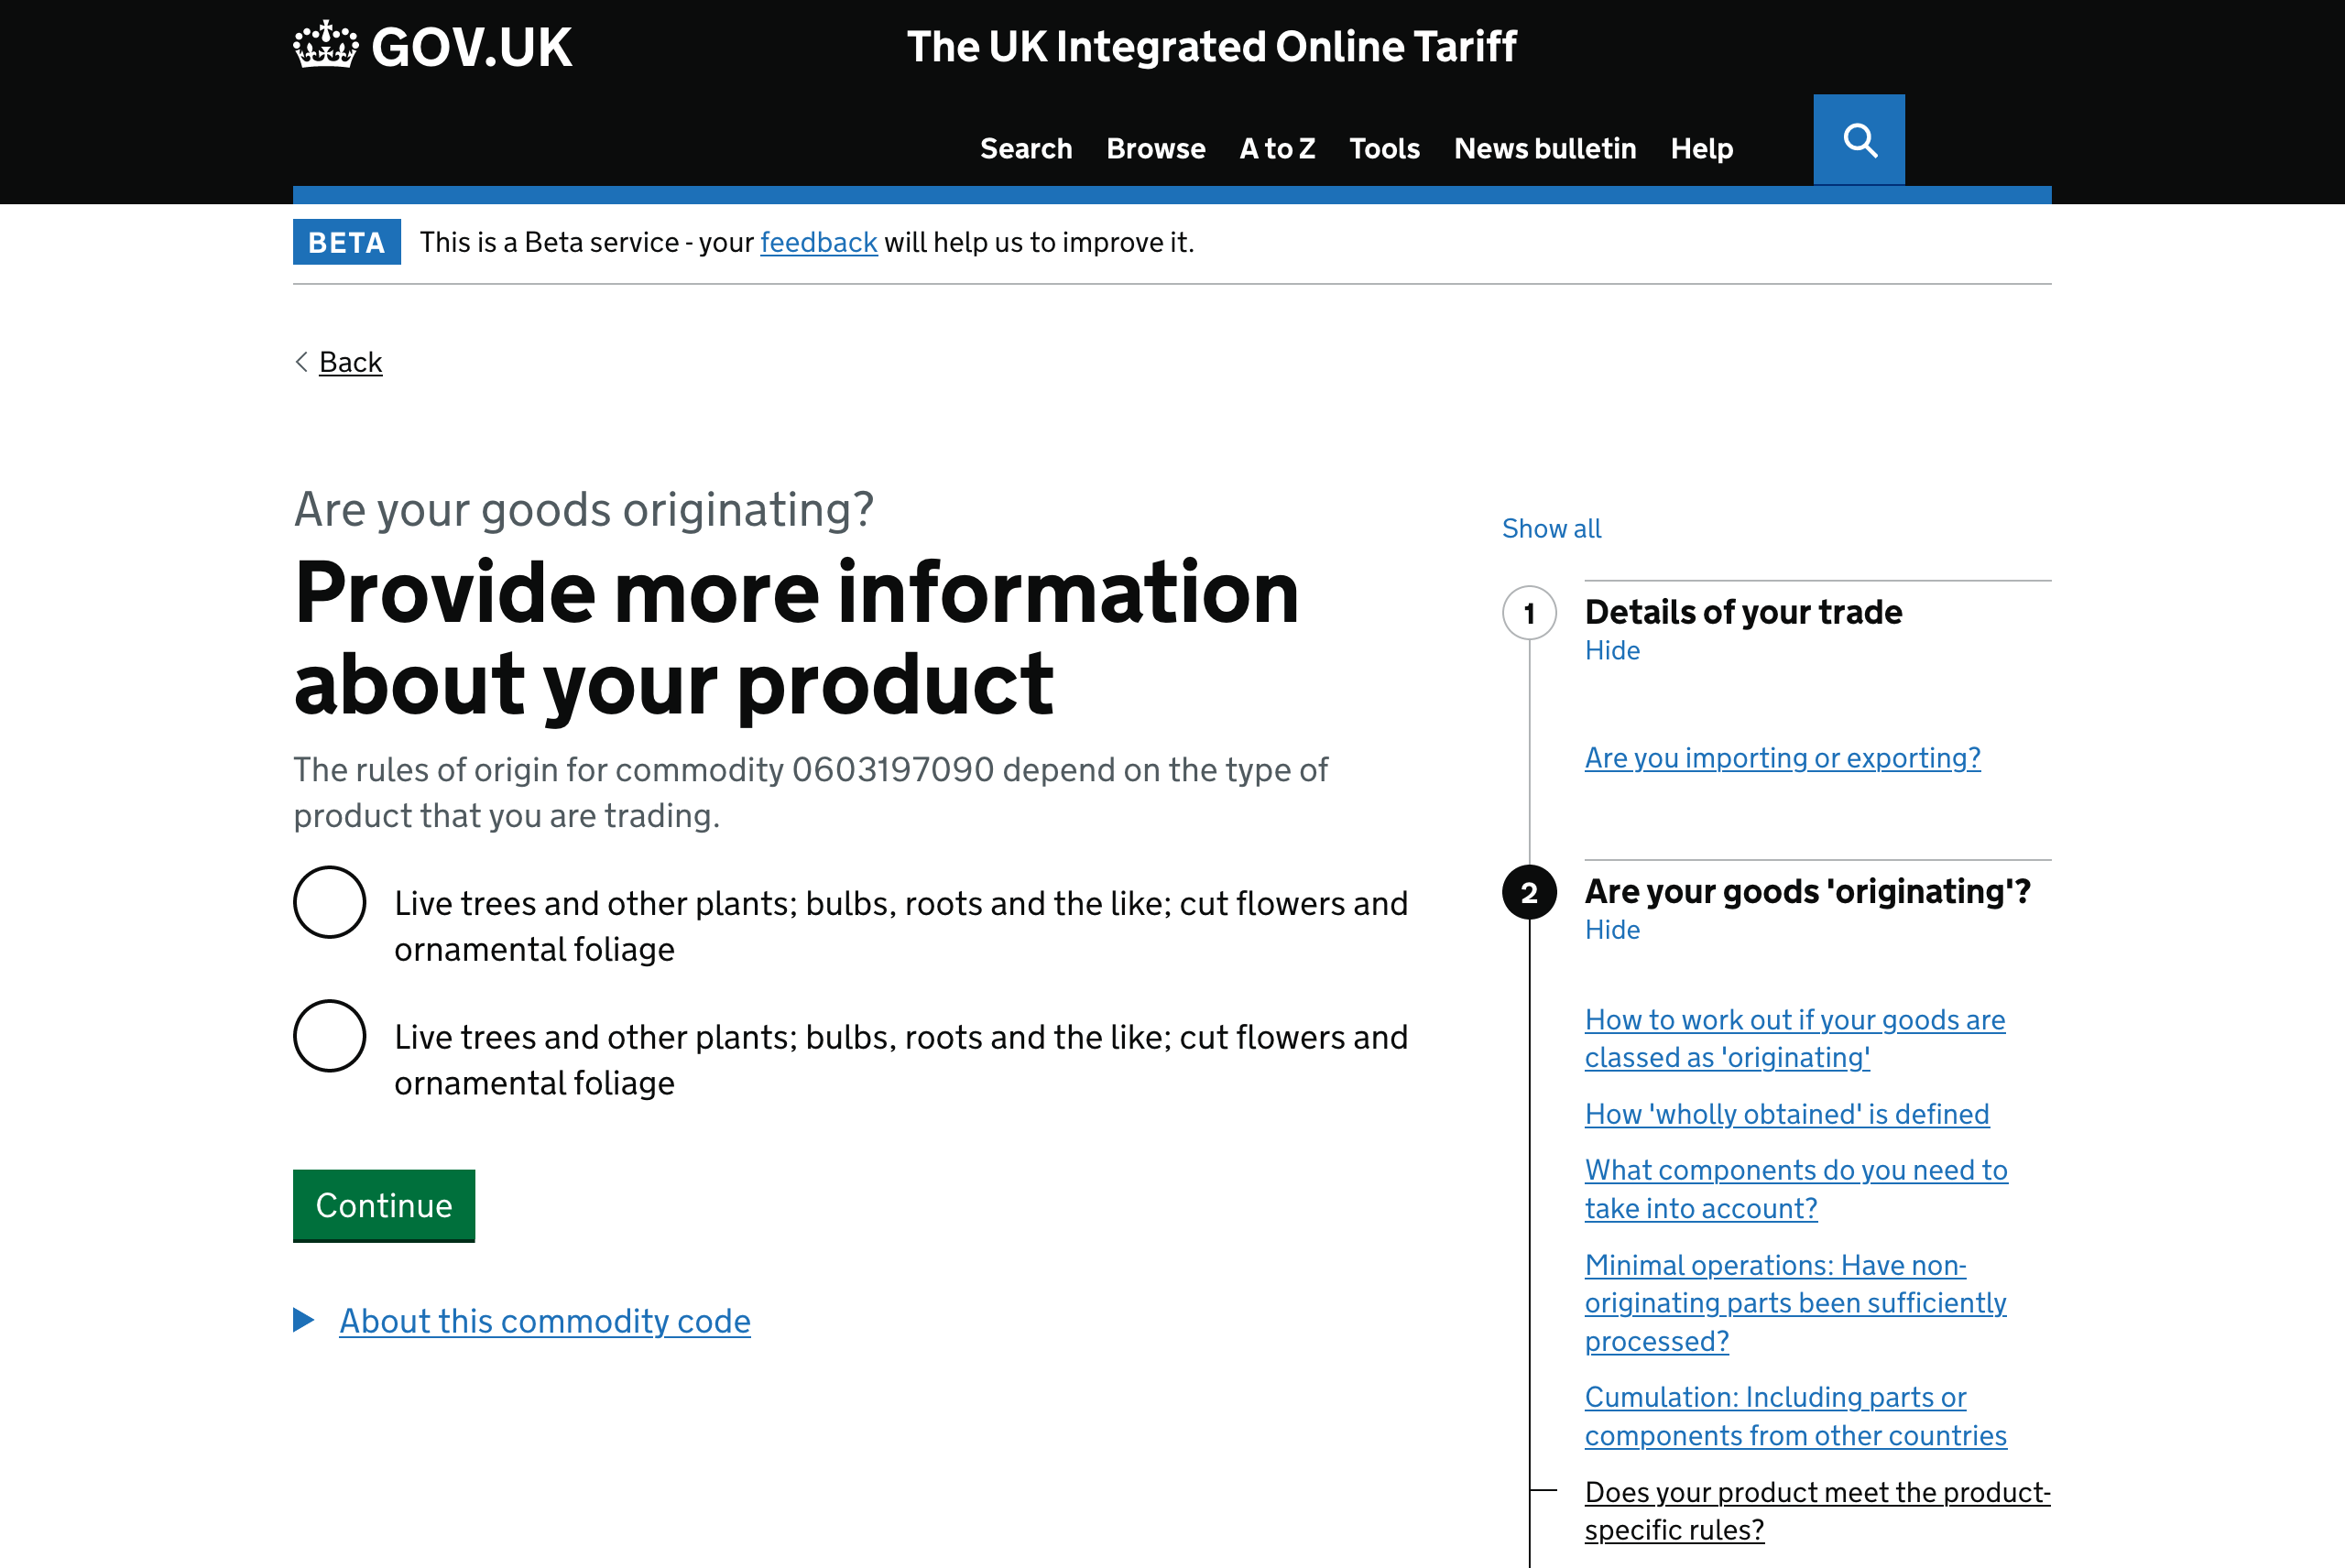 GOV.UK
The UK Integrated Online Tariff
Search Browse A to Z Tools News bulletin Help
BETA This is a Beta service - your feedback will help us to improve it.
Back
Are your goods originating?
Provide more information
about your product
The rules of origin for commodity 0603197090 depend on the type of
product that you are trading.
Live trees and other plants; bulbs, roots and the like; cut flowers and
ornamental foliage
Live trees and other plants; bulbs, roots and the like; cut flowers and
ornamental foliage
Continue
About this commodity code
Show all
1 Details of your trade
Hide
Are you importing or exporting?
2 Are your goods 'originating'?
Hide
How to work out if your goods are
classed as 'originating'
How 'wholly obtained' is defined
What components do you need to
take into account?
Minimal operations: Have non-
originating parts been sufficiently
processed?
Cumulation: Including parts or
components from other countries
Does your product meet the product-
specific rules?